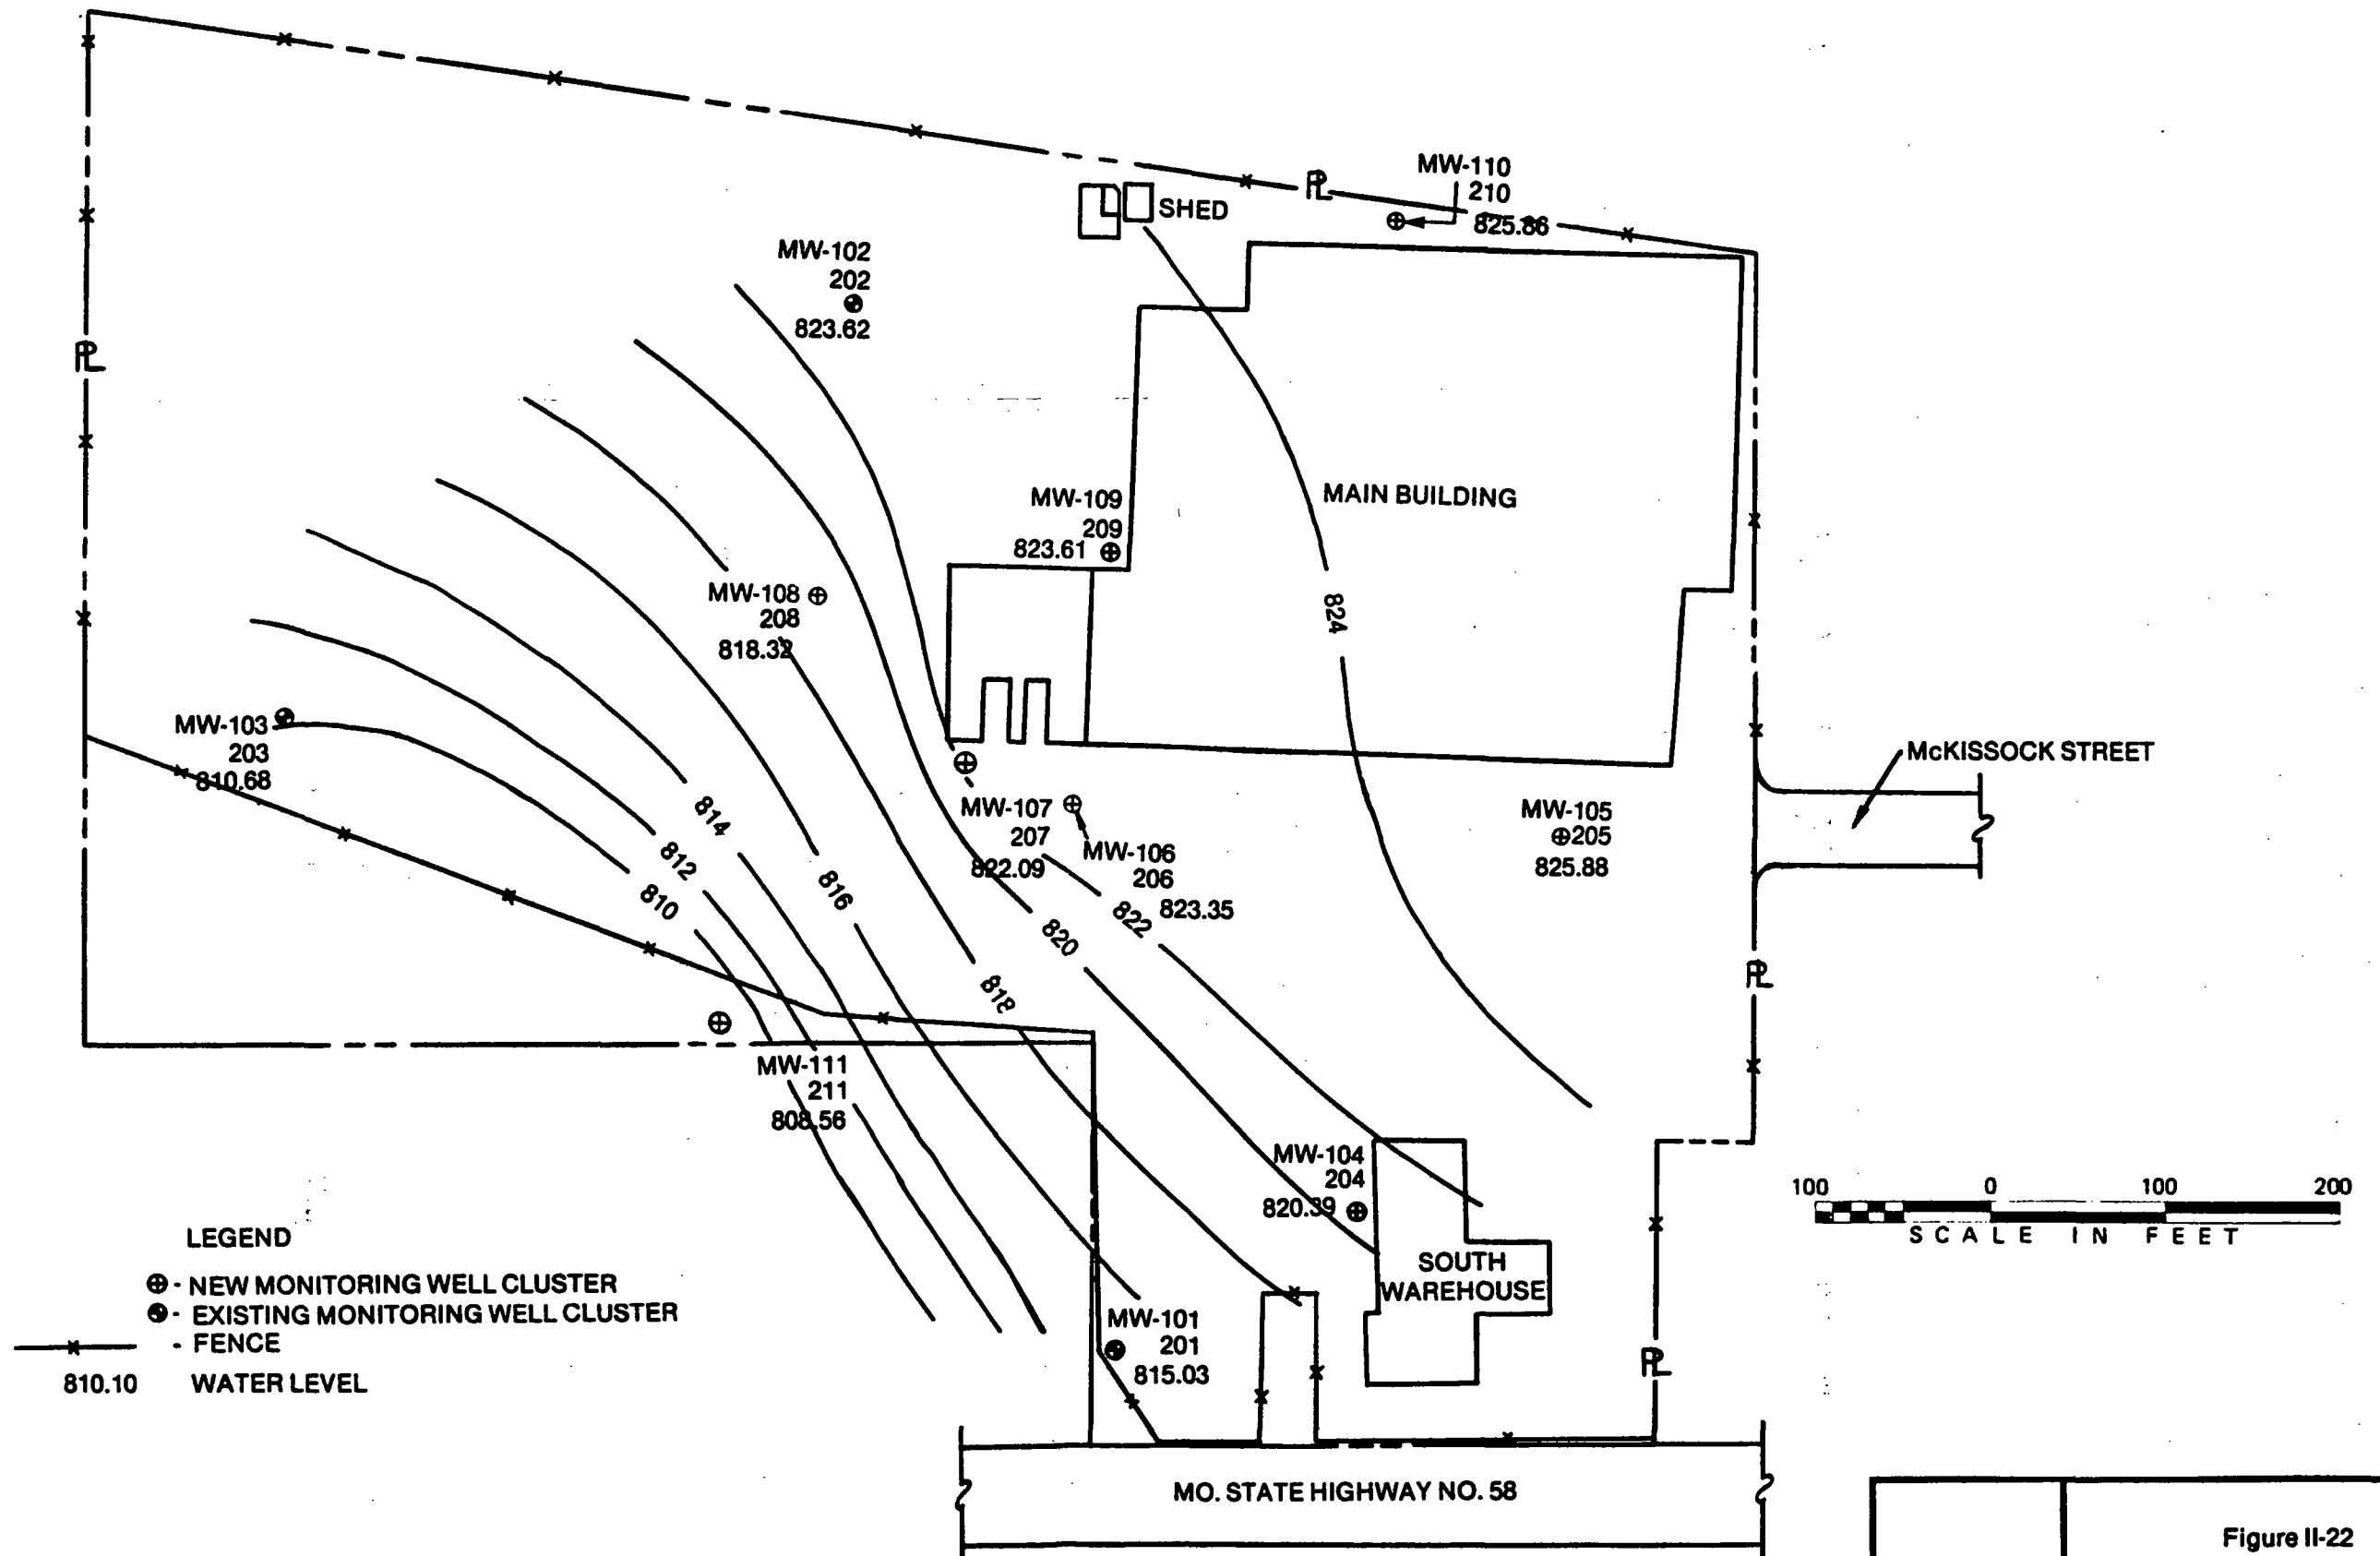 MW-110
210
825.86
SHED
MW-102
202
823.62
PL
PL
MW-109
209
823.61
MAIN BUILDING
MW-108
208
818.32
824
MW-103
203
810.68
McKISSOCK STREET
MW-107
207
822.09
MW-106
206
823.35
MW-105
205
825.88
814
812
810
816
818
820
822
PL
MW-111
211
808.56
MW-104
204
820.39
100 10 100 200
SCALE IN FEET
SOUTH
WAREHOUSE
LEGEND
- NEW MONITORING WELL CLUSTER
- EXISTING MONITORING WELL CLUSTER
- FENCE
810.10 WATER LEVEL
MW-101
201
815.03
PL
MO. STATE HIGHWAY NO. 58
Figure II-22